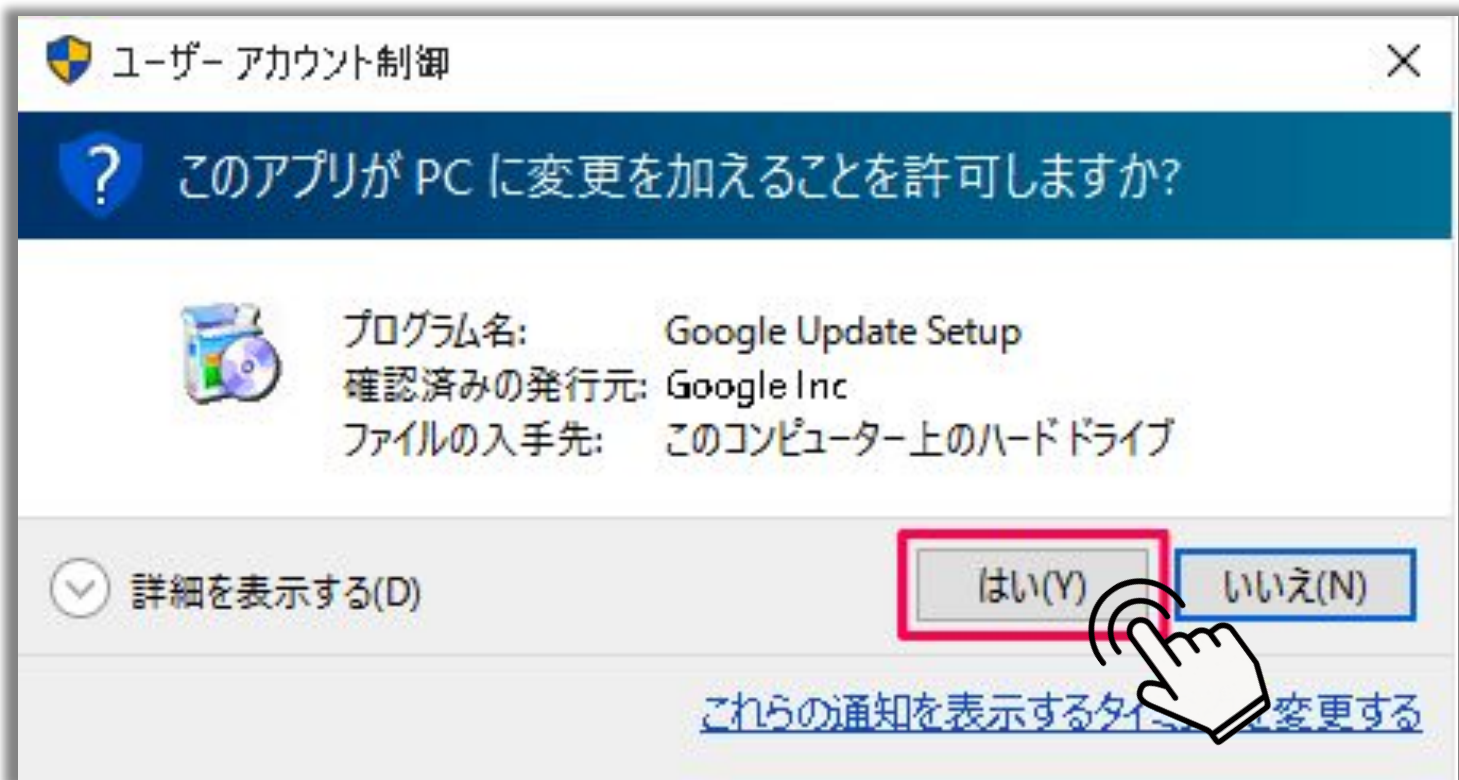 ユーザー アカウント制御
このアプリが PC に変更を加えることを許可しますか?
プログラム名: Google Update Setup
確認済みの発行元: Google Inc
ファイルの入手先: このコンピューター上のハード ドライブ
詳細を表示する(D)
はい(Y) いいえ(N)
これらの通知を表示するタイ 変更する